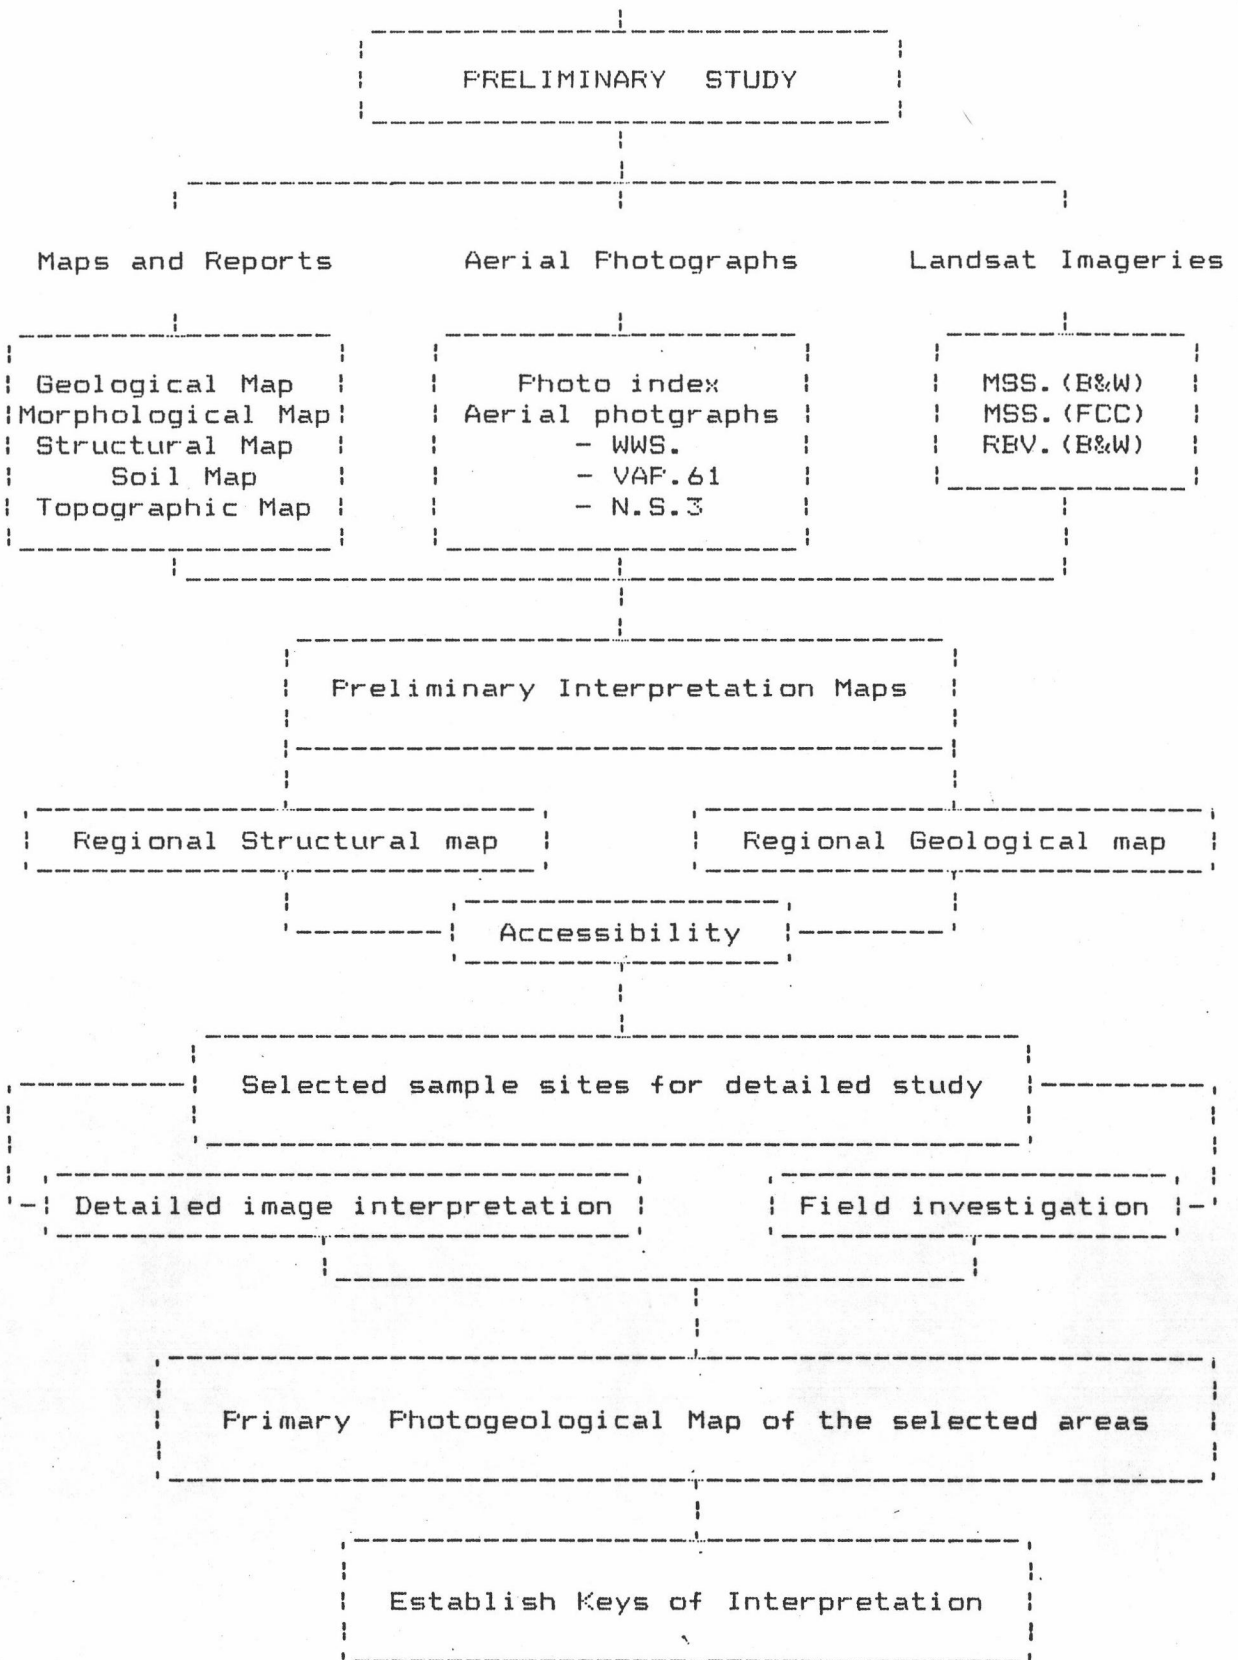 PRELIMINARY STUDY
Maps and Reports
Aerial Photographs
Landsat Imageries
Geological Map
Morphological Map
Structural Map
Soil Map
Topographic Map
Photo index
Aerial photgraphs
- WWS.
- VAP.61
- N.S.3
MSS.(B&W)
MSS.(FCC)
RBV.(B&W)
Preliminary Interpretation Maps
Regional Structural map
Regional Geological map
Accessibility
Selected sample sites for detailed study
Detailed image interpretation
Field investigation
Primary Photogeological Map of the selected areas
Establish Keys of Interpretation